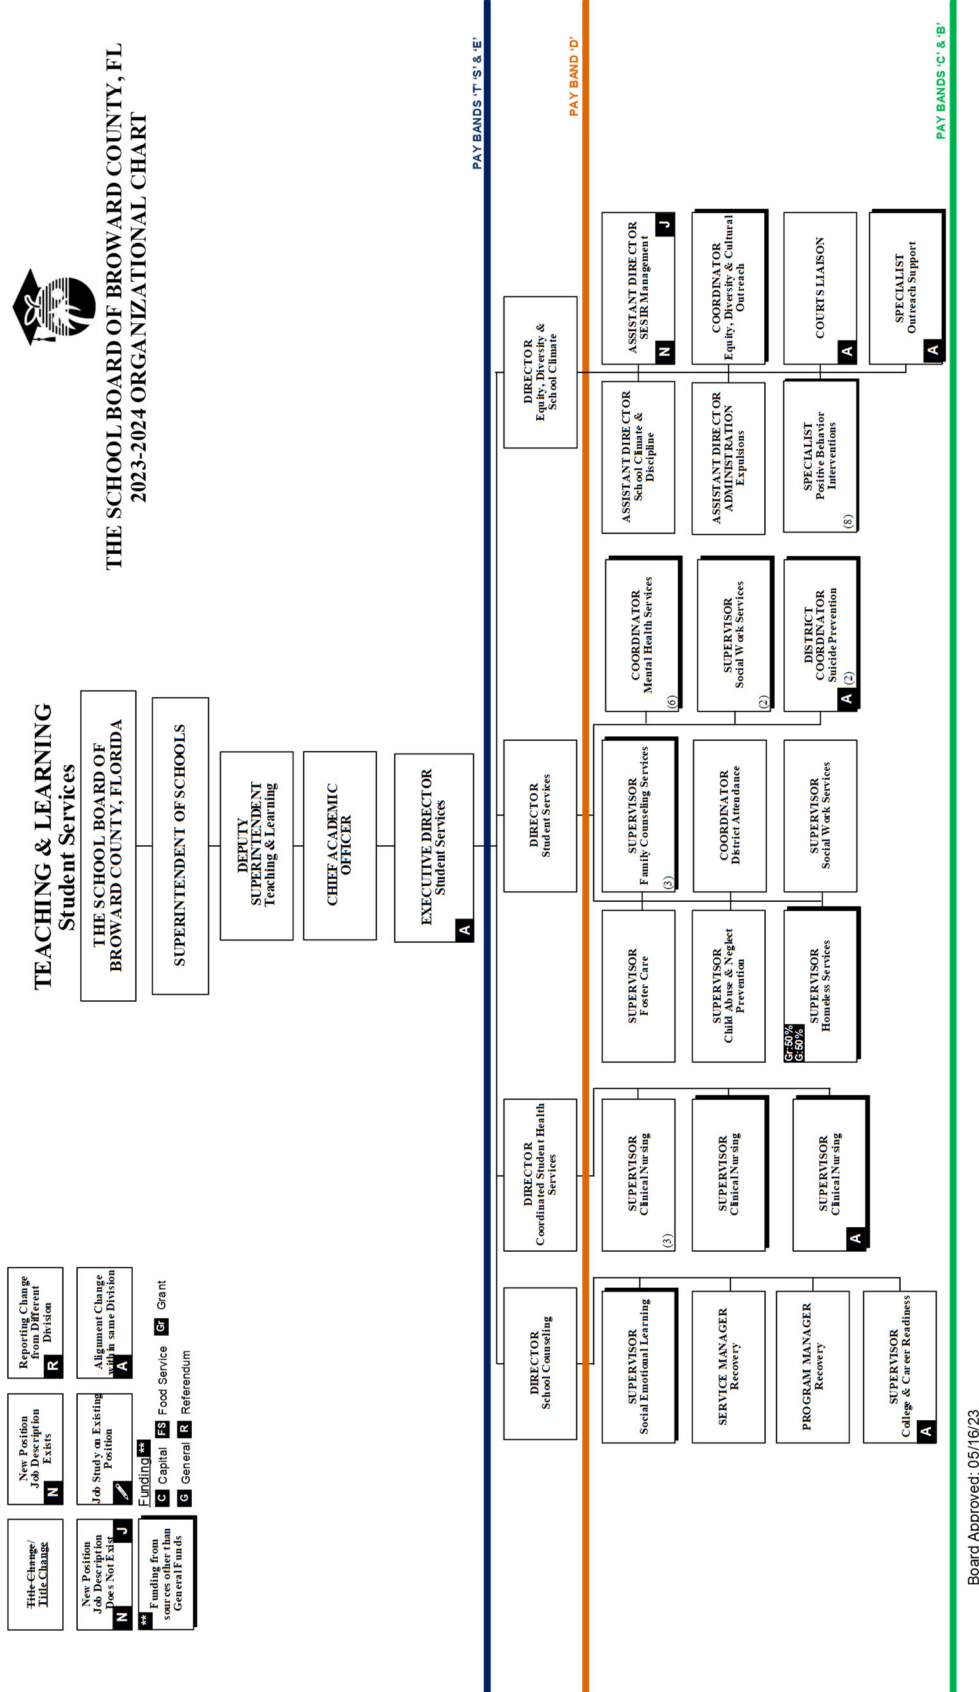 TEACHING & LEARNING
Student Services
THE SCHOOL BOARD OF BROWARD COUNTY, FL
2023-2024 ORGANIZATIONAL CHART
Title Change/
Title Change
New Position
Job Description
Exists
N
Reporting Change
from Different
Division
R
New Position
Job Description
Does Not Exist
N
J
Job Study on Existing
Position
Alignment Change
within same Division
A
**
Funding from
sources other than
General Funds
Funding **
C Capital
FS Food Service
Gr Grant
G General
R Referendum
THE SCHOOL BOARD OF
BROWARD COUNTY, FLORIDA
SUPERINTENDENT OF SCHOOLS
DEPUTY
SUPERINTENDENT
Teaching & Learning
CHIEF ACADEMIC
OFFICER
EXECUTIVE DIRECTOR
Student Services
A
PAY BANDS 'T' 'S' & 'E'
DIRECTOR
School Counseling
DIRECTOR
Coordinated Student Health
Services
DIRECTOR
Student Services
DIRECTOR
Equity, Diversity &
School Climate
PAY BAND 'D'
SUPERVISOR
Social Emotional Learning
SERVICE MANAGER
Recovery
PROGRAM MANAGER
Recovery
SUPERVISOR
College & Career Readiness
A
SUPERVISOR
Clinical Nursing
(3)
SUPERVISOR
Clinical Nursing
SUPERVISOR
Clinical Nursing
A
SUPERVISOR
Foster Care
SUPERVISOR
Child Abuse & Neglect
Prevention
Gr:50%
G:50%
SUPERVISOR
Homeless Services
SUPERVISOR
Family Counseling Services
(3)
COORDINATOR
District Attendance
SUPERVISOR
Social Work Services
COORDINATOR
Mental Health Services
(6)
SUPERVISOR
Social Work Services
(2)
DISTRICT
COORDINATOR
Suicide Prevention
A (2)
ASSISTANT DIRECTOR
School Climate &
Discipline
ASSISTANT DIRECTOR
ADMINISTRATION
Expulsions
SPECIALIST
Positive Behavior
Interventions
(8)
ASSISTANT DIRECTOR
SESIR Management
N
J
COORDINATOR
Equity, Diversity & Cultural
Outreach
COURTS LIAISON
A
SPECIALIST
Outreach Support
A
PAY BANDS 'C' & 'B'
Board Approved: 05/16/23